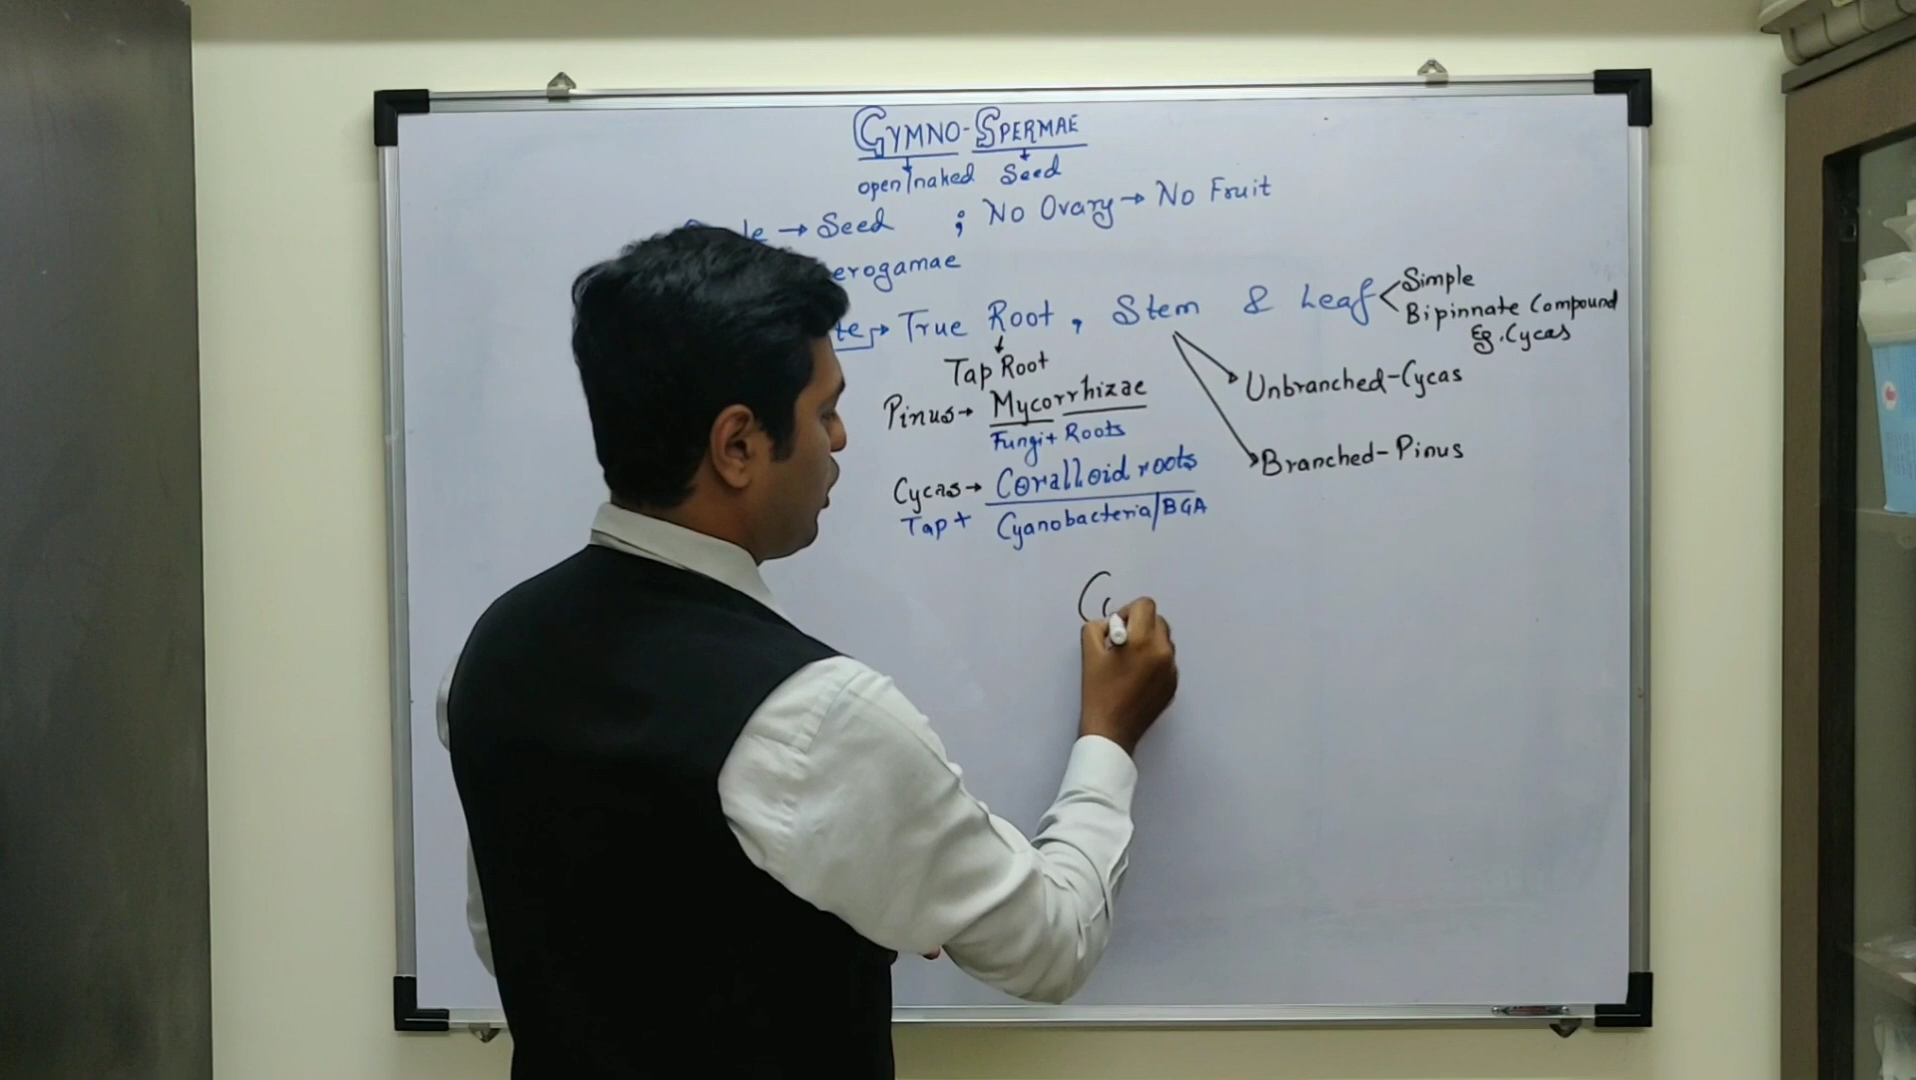 GYMNO-SPERMAE
open/naked Seed
→ Seed ; No Ovary → No Fruit
erogamae
te → True Root, Stem & Leaf < Simple
Bipinnate Compound
Eg. Cycas
Tap Root
Unbranched-Cycas
Pinus → Mycorrhizae
Fungi + Roots
Branched-Pinus
Cycas → Coralloid roots
Tap + Cyanobacteria/BGA